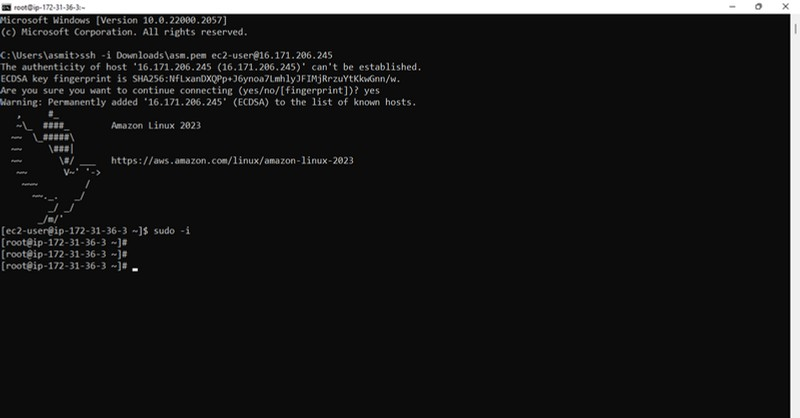 root@ip-172-31-36-3:~
Microsoft Windows [Version 10.0.22000.2057]
(c) Microsoft Corporation. All rights reserved.
C:\Users\asmit>ssh -i Downloads\asm.pem ec2-user@16.171.206.245
The authenticity of host '16.171.206.245 (16.171.206.245)' can't be established.
ECDSA key fingerprint is SHA256:NfLxanDXQPp+J6ynoa7LmhlyJFIMjRrzuYtKkwGnn/w.
Are you sure you want to continue connecting (yes/no/[fingerprint])? yes
Warning: Permanently added '16.171.206.245' (ECDSA) to the list of known hosts.
   ,     #_
   ~\_  ####_        Amazon Linux 2023
  ~~  \_#####\
  ~~     \###|
  ~~       \#/ ___   https://aws.amazon.com/linux/amazon-linux-2023
   ~~       V~' '->
    ~~~         /
      ~~._.   _/
         _/ _/
       _/m/'
[ec2-user@ip-172-31-36-3 ~]$ sudo -i
[root@ip-172-31-36-3 ~]#
[root@ip-172-31-36-3 ~]#
[root@ip-172-31-36-3 ~]#